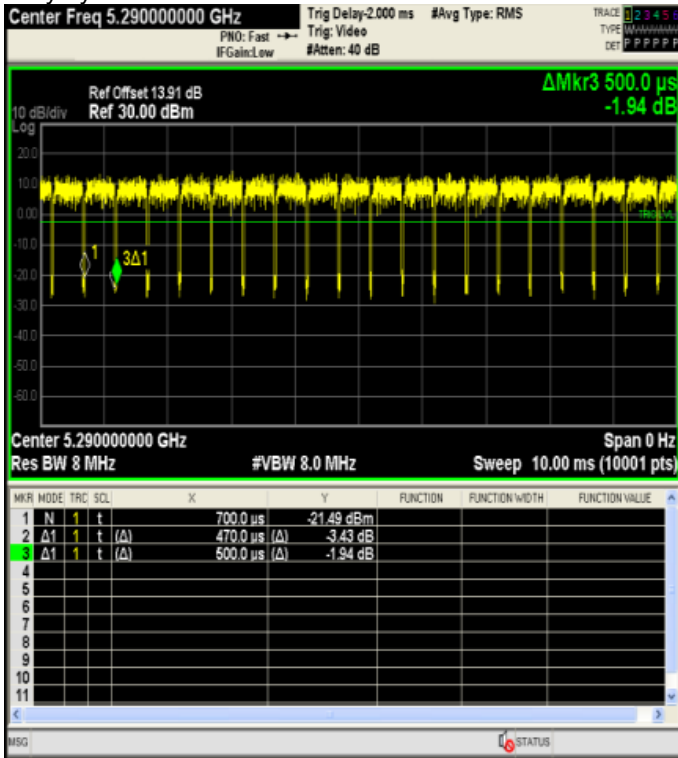 Center Freq 5.290000000 GHz
PNO: Fast
IFGain:Low
Trig Delay-2.000 ms
Trig: Video
#Atten: 40 dB
#Avg Type: RMS
TRACE 1 2 3 4 5 6
TYPE
DET P P P P P
ΔMkr3 500.0 µs
-1.94 dB
Ref Offset 13.91 dB
10 dB/div Ref 30.00 dBm
Log
20.0
10.0
0.00
TRIG LVL
-10.0
1
3Δ1
-20.0
-30.0
-40.0
-50.0
-60.0
Center 5.290000000 GHz Span 0 Hz
Res BW 8 MHz #VBW 8.0 MHz Sweep 10.00 ms (10001 pts)
MKR MODE TRC SCL X Y FUNCTION FUNCTION WIDTH FUNCTION VALUE
1 N 1 t 700.0 µs -21.49 dBm
2 Δ1 1 t (Δ) 470.0 µs (Δ) -3.43 dB
3 Δ1 1 t (Δ) 500.0 µs (Δ) -1.94 dB
4
5
6
7
8
9
10
11
MSG STATUS